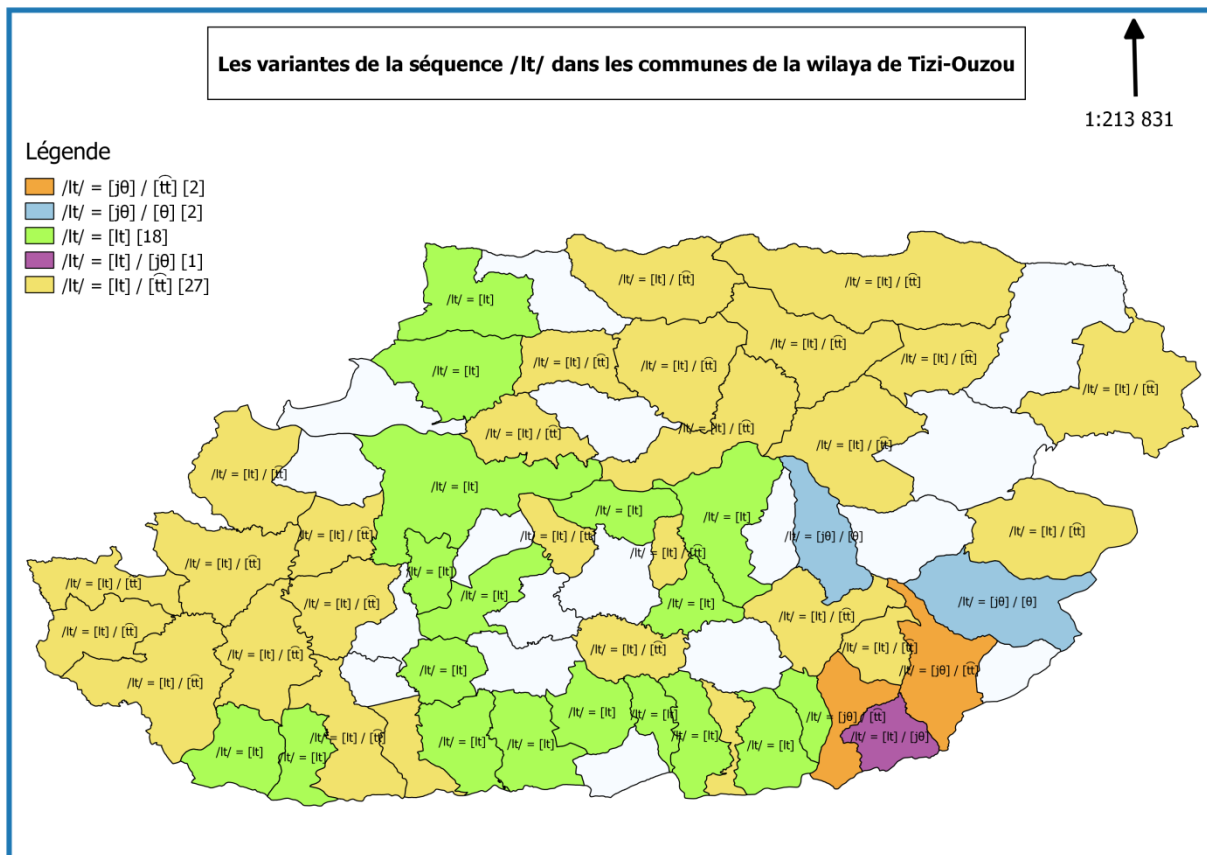 Les variantes de la séquence /lt/ dans les communes de la wilaya de Tizi-Ouzou
1:213 831
Légende
/lt/ = [jθ] / [t͡t] [2]
/lt/ = [jθ] / [θ] [2]
/lt/ = [lt] [18]
/lt/ = [lt] / [jθ] [1]
/lt/ = [lt] / [t͡t] [27]
/lt/ = [lt] / [t͡t]
/lt/ = [lt] / [t͡t]
/lt/ = [lt]
/lt/ = [lt] / [t͡t]
/lt/ = [lt] / [t͡t]
/lt/ = [lt] / [t͡t]
/lt/ = [lt] / [t͡t]
/lt/ = [lt]
/lt/ = [lt] / [t͡t]
/lt/ = [lt] / [t͡t]
/lt/ = [lt] / [t͡t]
/lt/ = [lt] / [t͡t]
/lt/ = [lt] / [t͡t]
/lt/ = [lt] / [t͡t]
/lt/ = [lt]
/lt/ = [lt]
/lt/ = [lt]
/lt/ = [lt] / [t͡t]
/lt/ = [lt] / [t͡t]
/lt/ = [jθ] / [θ]
/lt/ = [lt] / [t͡t]
/lt/ = [lt] / [t͡t]
/lt/ = [lt] / [t͡t]
/lt/ = [lt]
/lt/ = [lt] / [t͡t]
/lt/ = [lt]
/lt/ = [lt]
/lt/ = [lt] / [t͡t]
/lt/ = [jθ] / [θ]
/lt/ = [lt] / [t͡t]
/lt/ = [lt] / [t͡t]
/lt/ = [lt] / [t͡t]
/lt/ = [lt] / [t͡t]
/lt/ = [lt]
/lt/ = [lt] / [t͡t]
/lt/ = [jθ] / [t͡t]
/lt/ = [lt] / [t͡t]
/lt/ = [lt]
/lt/ = [lt]
/lt/ = [jθ] / [t͡t]
/lt/ = [lt]
/lt/ = [lt] / [t͡t]
/lt/ = [lt]
/lt/ = [lt] / [jθ]
/lt/ = [lt]
/lt/ = [lt]
/lt/ = [lt]
/lt/ = [lt]
/lt/ = [lt]